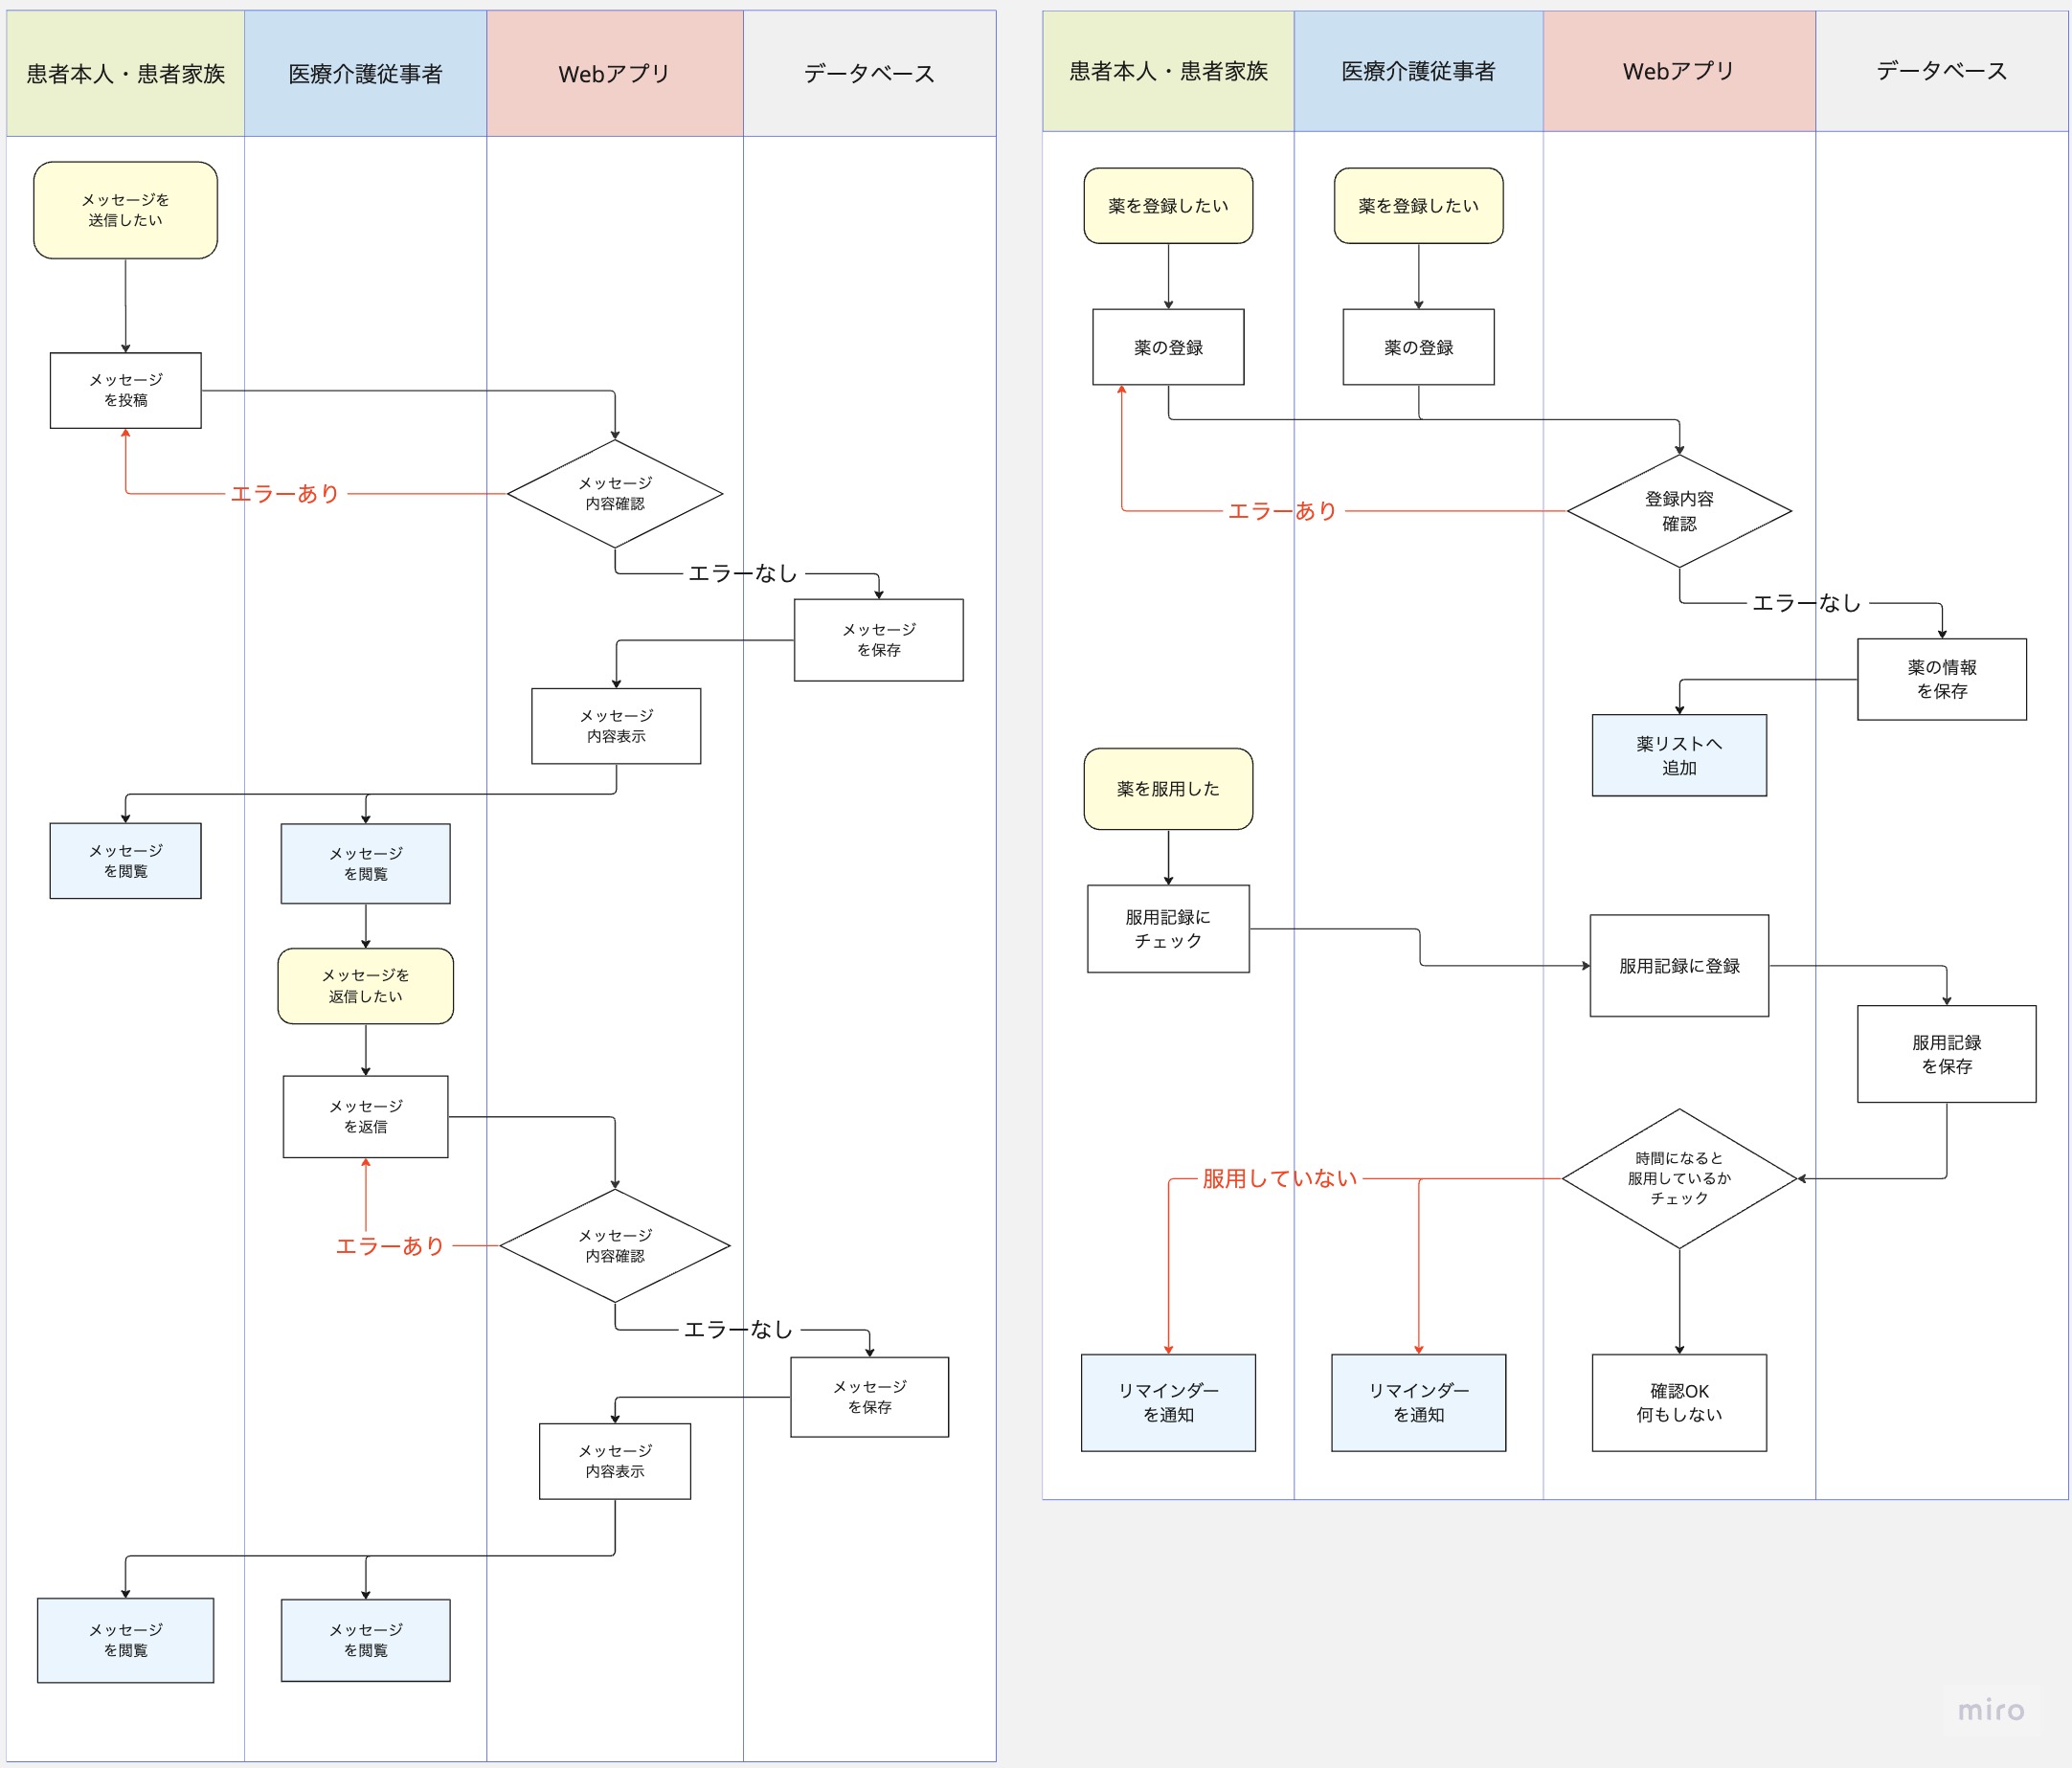 患者本人・患者家族
医療介護従事者
Webアプリ
データベース
メッセージを
送信したい
メッセージ
を投稿
メッセージ
内容確認
エラーあり
エラーなし
メッセージ
を保存
メッセージ
内容表示
メッセージ
を閲覧
メッセージ
を閲覧
メッセージを
返信したい
メッセージ
を返信
メッセージ
内容確認
エラーあり
エラーなし
メッセージ
を保存
メッセージ
内容表示
メッセージ
を閲覧
メッセージ
を閲覧
患者本人・患者家族
医療介護従事者
Webアプリ
データベース
薬を登録したい
薬を登録したい
薬の登録
薬の登録
登録内容
確認
エラーあり
エラーなし
薬の情報
を保存
薬リストへ
追加
薬を服用した
服用記録に
チェック
服用記録に登録
服用記録
を保存
時間になると
服用しているか
チェック
服用していない
リマインダー
を通知
リマインダー
を通知
確認OK
何もしない
miro